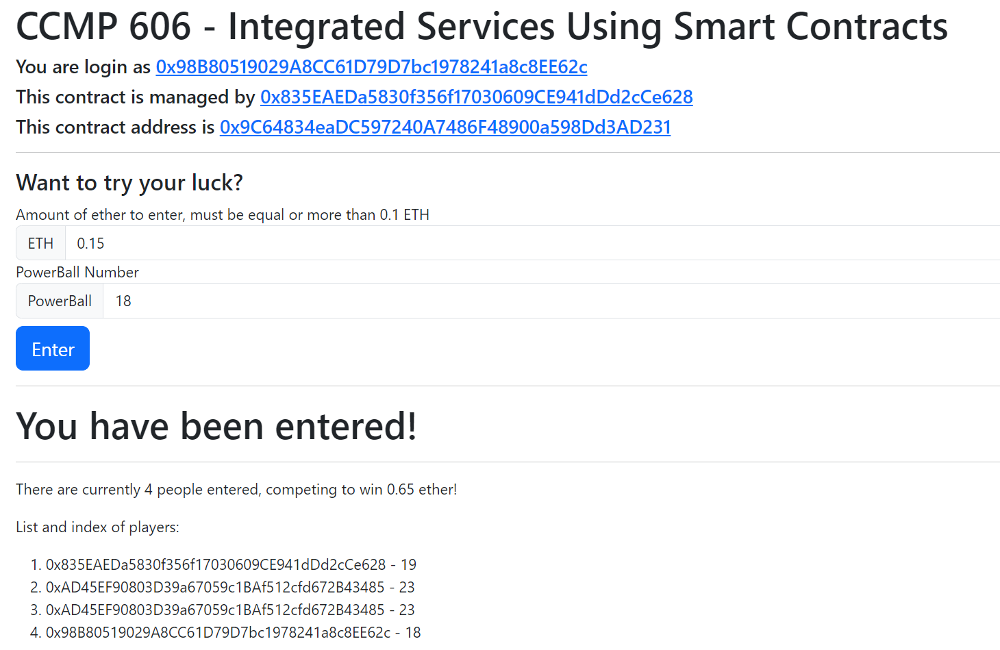 CCMP 606 - Integrated Services Using Smart Contracts
You are login as 0x98B80519029A8CC61D79D7bc1978241a8c8EE62c
This contract is managed by 0x835EAEDa5830f356f17030609CE941dDd2cCe628
This contract address is 0x9C64834eaDC597240A7486F48900a598Dd3AD231
Want to try your luck?
Amount of ether to enter, must be equal or more than 0.1 ETH
ETH 0.15
PowerBall Number
PowerBall 18
Enter
You have been entered!
There are currently 4 people entered, competing to win 0.65 ether!
List and index of players:
1. 0x835EAEDa5830f356f17030609CE941dDd2cCe628 - 19
2. 0xAD45EF90803D39a67059c1BAf512cfd672B43485 - 23
3. 0xAD45EF90803D39a67059c1BAf512cfd672B43485 - 23
4. 0x98B80519029A8CC61D79D7bc1978241a8c8EE62c - 18